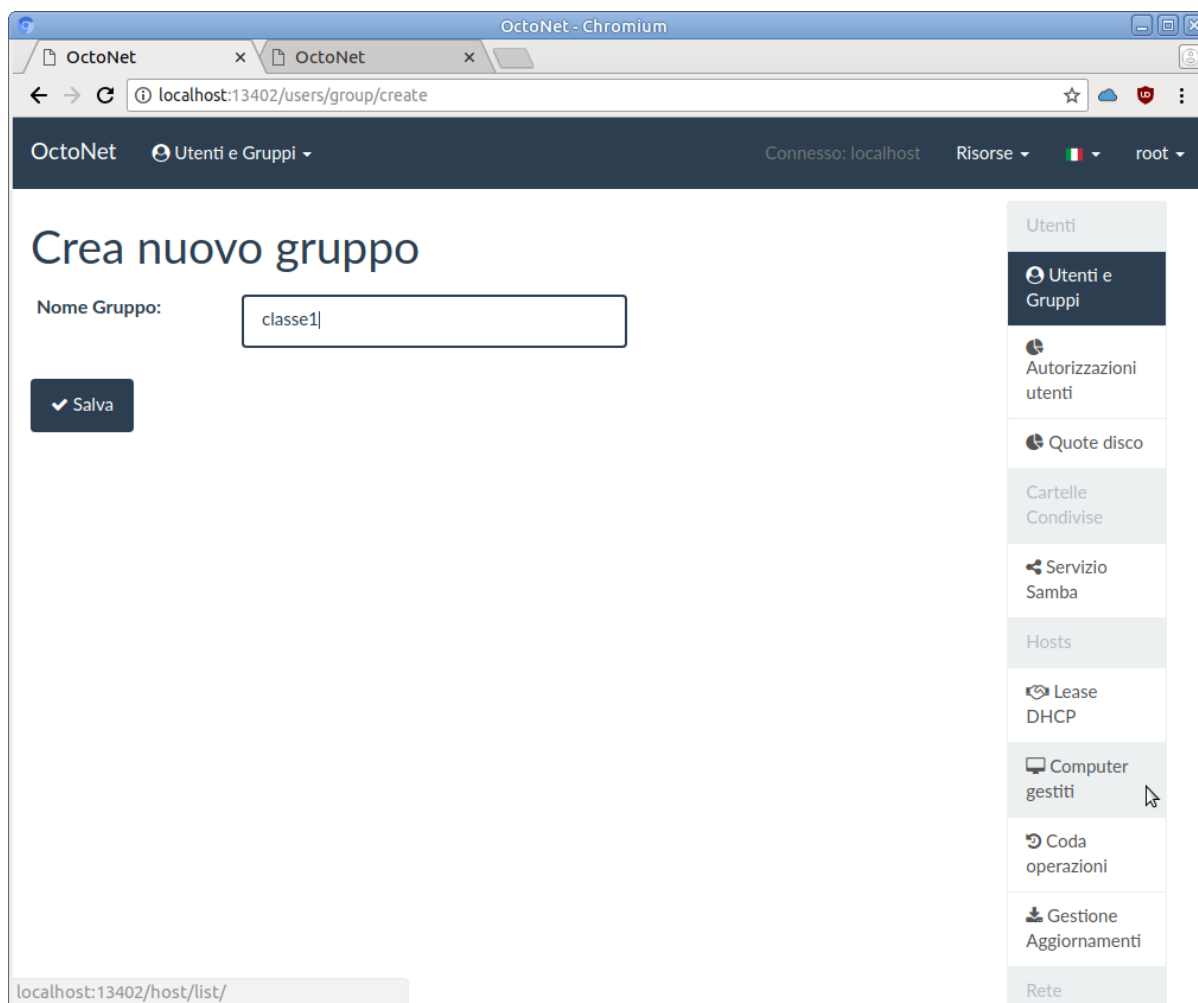 OctoNet - Chromium
OctoNet
OctoNet
localhost:13402/users/group/create
OctoNet
Utenti e Gruppi
Connesso: localhost
Risorse
root
Crea nuovo gruppo
Nome Gruppo:
classe1
Salva
Utenti
Utenti e
Gruppi
Autorizzazioni
utenti
Quote disco
Cartelle
Condivise
Servizio
Samba
Hosts
Lease
DHCP
Computer
gestiti
Coda
operazioni
Gestione
Aggiornamenti
Rete
localhost:13402/host/list/